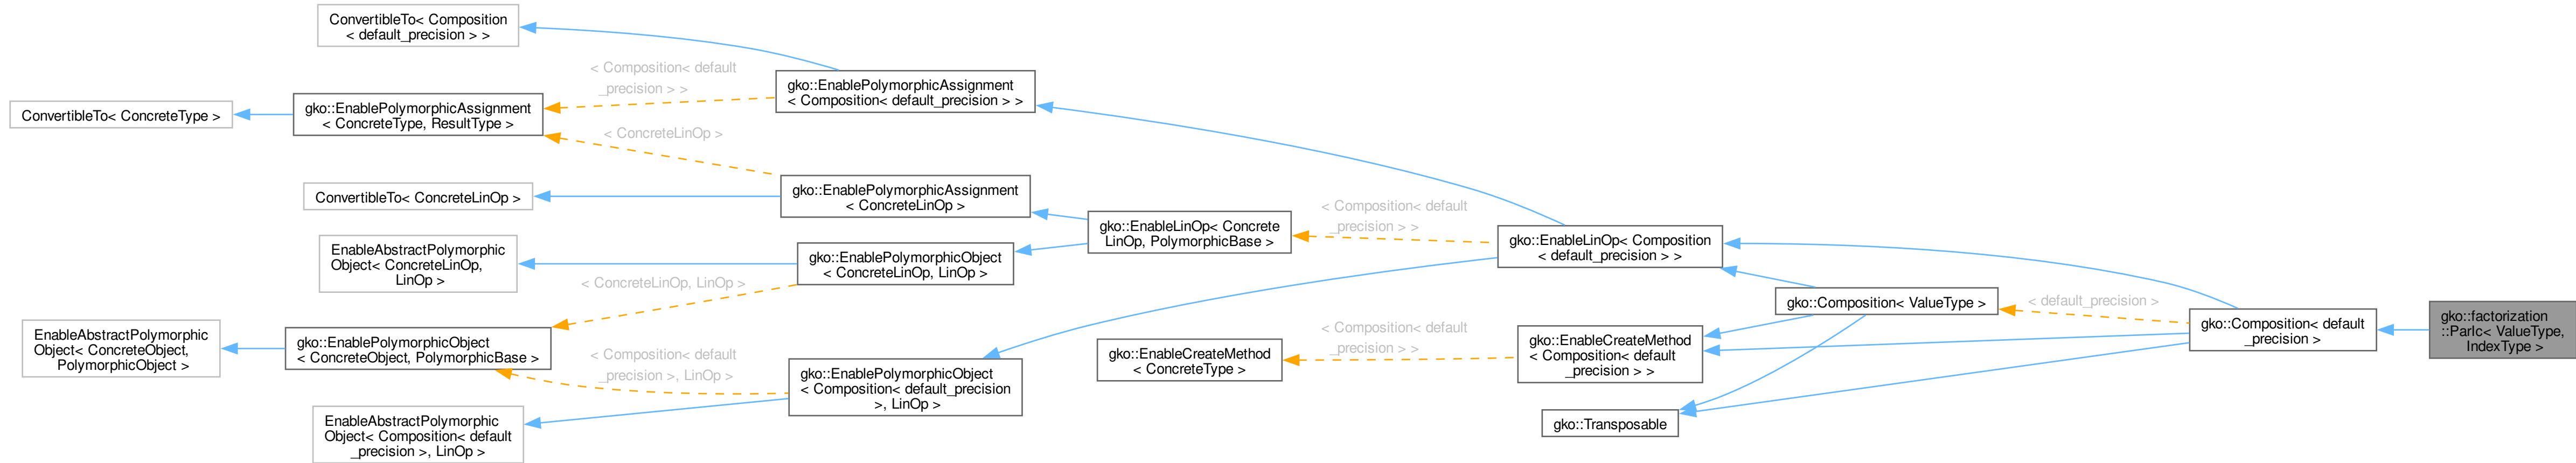 ConvertibleTo< Composition
< default_precision > >
ConvertibleTo< ConcreteType >
gko::EnablePolymorphicAssignment
< ConcreteType, ResultType >
< Composition< default
_precision > >
< ConcreteLinOp >
gko::EnablePolymorphicAssignment
< Composition< default_precision > >
ConvertibleTo< ConcreteLinOp >
gko::EnablePolymorphicAssignment
< ConcreteLinOp >
EnableAbstractPolymorphic
Object< ConcreteLinOp,
LinOp >
gko::EnablePolymorphicObject
< ConcreteLinOp, LinOp >
gko::EnableLinOp< Concrete
LinOp, PolymorphicBase >
< Composition< default
_precision > >
gko::EnableLinOp< Composition
< default_precision > >
< ConcreteLinOp, LinOp >
EnableAbstractPolymorphic
Object< ConcreteObject,
PolymorphicObject >
gko::EnablePolymorphicObject
< ConcreteObject, PolymorphicBase >
< Composition< default
_precision >, LinOp >
gko::EnablePolymorphicObject
< Composition< default_precision
>, LinOp >
EnableAbstractPolymorphic
Object< Composition< default
_precision >, LinOp >
gko::EnableCreateMethod
< ConcreteType >
< Composition< default
_precision > >
gko::EnableCreateMethod
< Composition< default
_precision > >
gko::Transposable
gko::Composition< ValueType >
< default_precision >
gko::Composition< default
_precision >
gko::factorization
::ParIc< ValueType,
IndexType >